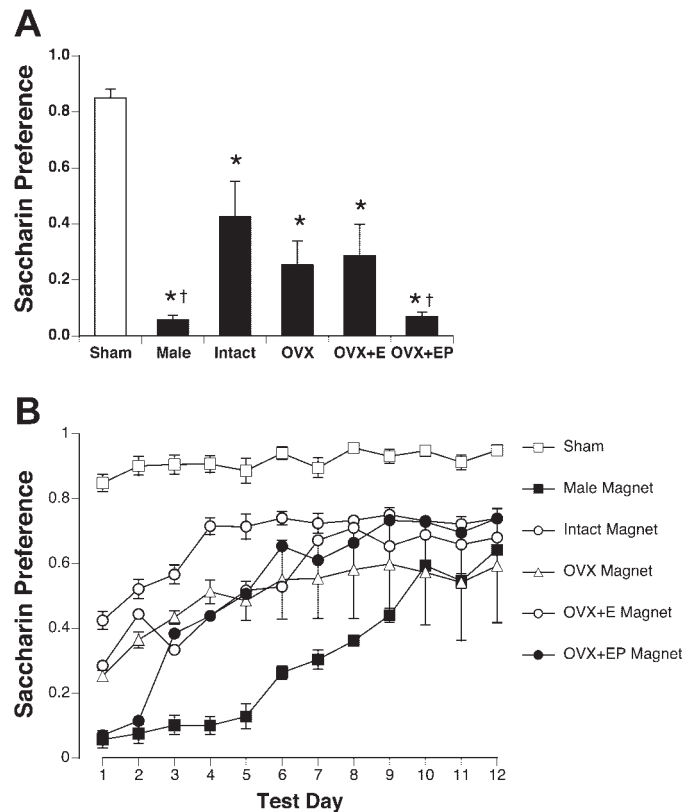 A
Saccharin Preference
1.0
0.8
0.6
0.4
0.2
0.0
*
*
*
*†
*†
Sham Male Intact OVX OVX+E OVX+EP
B
Saccharin Preference
1
0.8
0.6
0.4
0.2
0
1 2 3 4 5 6 7 8 9 10 11 12
Test Day
Sham
Male Magnet
Intact Magnet
OVX Magnet
OVX+E Magnet
OVX+EP Magnet